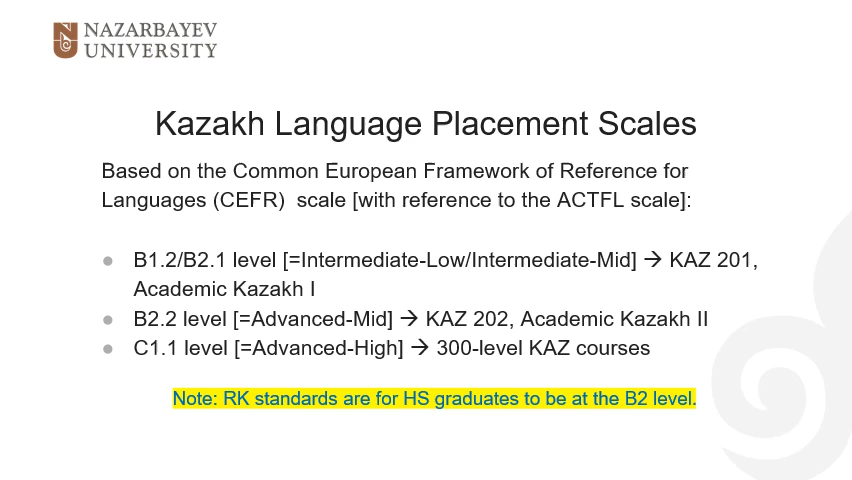 NAZARBAYEV
UNIVERSITY
Kazakh Language Placement Scales
Based on the Common European Framework of Reference for
Languages (CEFR)  scale [with reference to the ACTFL scale]:
● B1.2/B2.1 level [=Intermediate-Low/Intermediate-Mid] → KAZ 201,
Academic Kazakh I
● B2.2 level [=Advanced-Mid] → KAZ 202, Academic Kazakh II
● C1.1 level [=Advanced-High] → 300-level KAZ courses
Note: RK standards are for HS graduates to be at the B2 level.